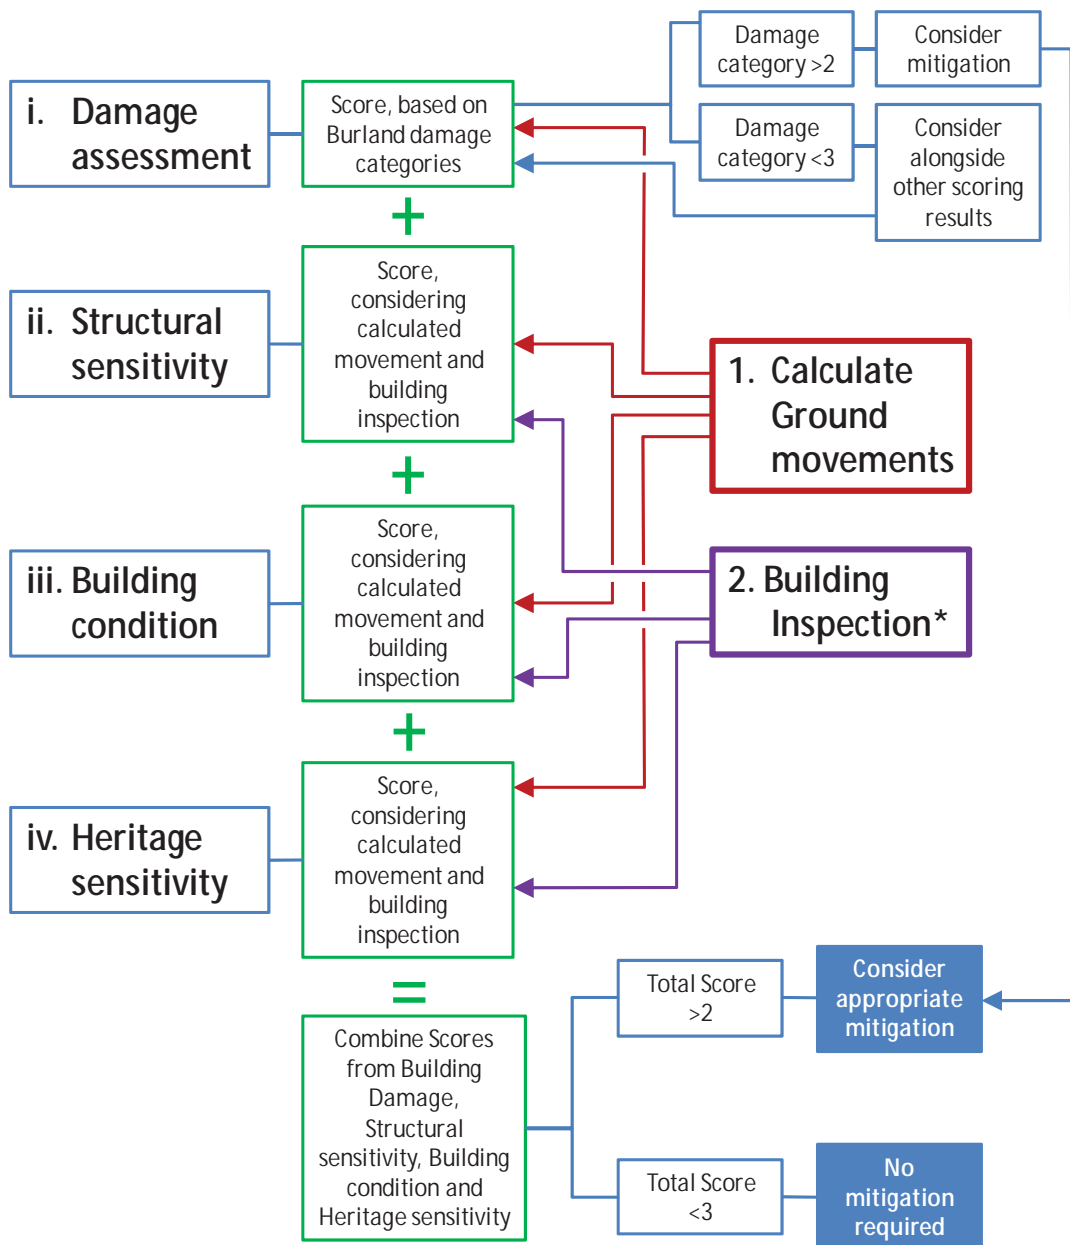 Damage
category >2
Consider
mitigation
i. Damage
assessment
Score, based on
Burland damage
categories
Damage
category <3
Consider
alongside
other scoring
results
+
ii. Structural
sensitivity
Score,
considering
calculated
movement and
building
inspection
1. Calculate
Ground
movements
+
iii. Building
condition
Score,
considering
calculated
movement and
building
inspection
2. Building
Inspection*
+
iv. Heritage
sensitivity
Score,
considering
calculated
movement and
building
inspection
=
Combine Scores
from Building
Damage,
Structural
sensitivity, Building
condition and
Heritage sensitivity
Total Score
>2
Consider
appropriate
mitigation
Total Score
<3
No
mitigation
required